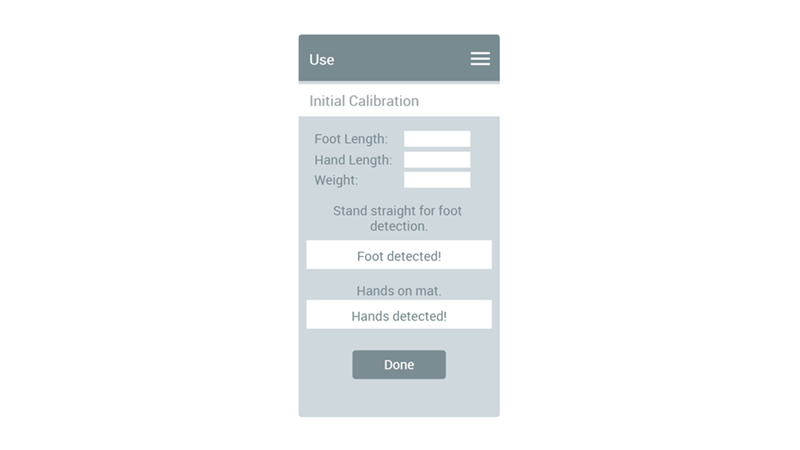 Use
Initial Calibration
Foot Length:
Hand Length:
Weight:
Stand straight for foot
detection.
Foot detected!
Hands on mat.
Hands detected!
Done